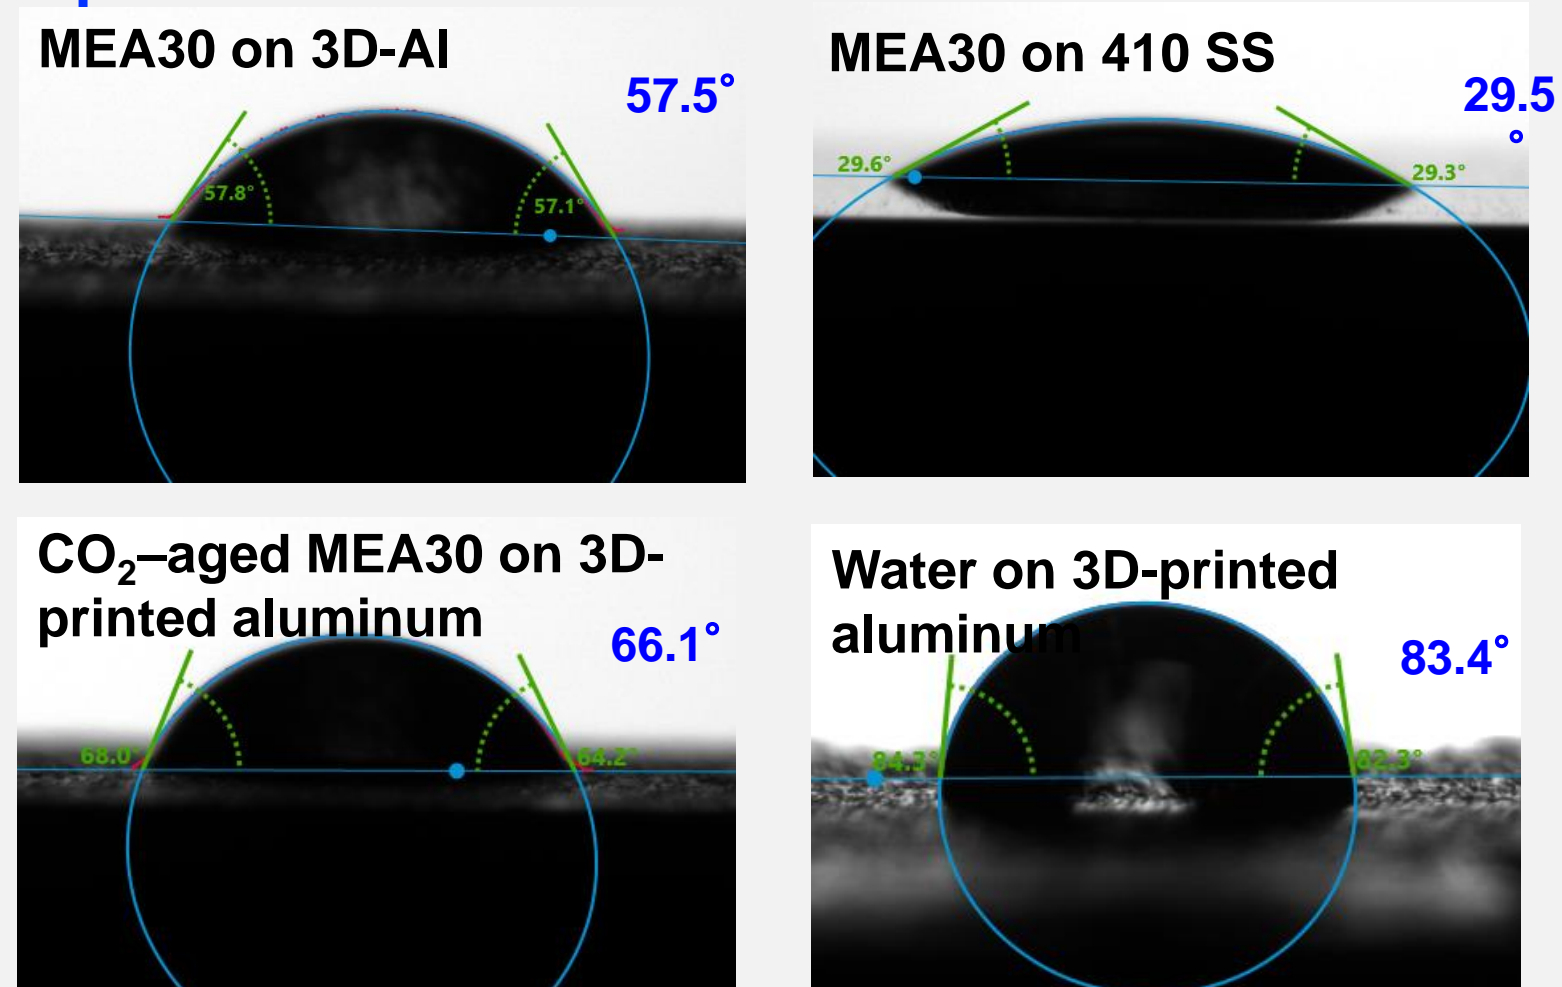 MEA30 on 3D-Al
57.5°
57.8°
57.1°
MEA30 on 410 SS
29.5
°
29.6°
29.3°
CO₂–aged MEA30 on 3D-
printed aluminum
66.1°
68.0°
64.2°
Water on 3D-printed
aluminum
83.4°
84.3°
82.3°